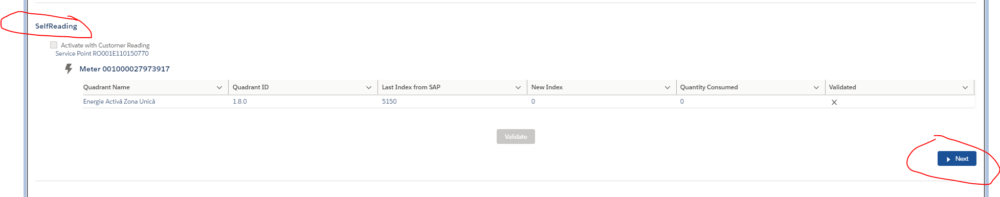 SelfReading
Activate with Customer Reading
Service Point RO001E110150770
Meter 001000027973917
Quadrant Name Quadrant ID Last Index from SAP New Index Quantity Consumed Validated
Energie Activă Zona Unică 1.8.0 5150 0 0
Validate
Next